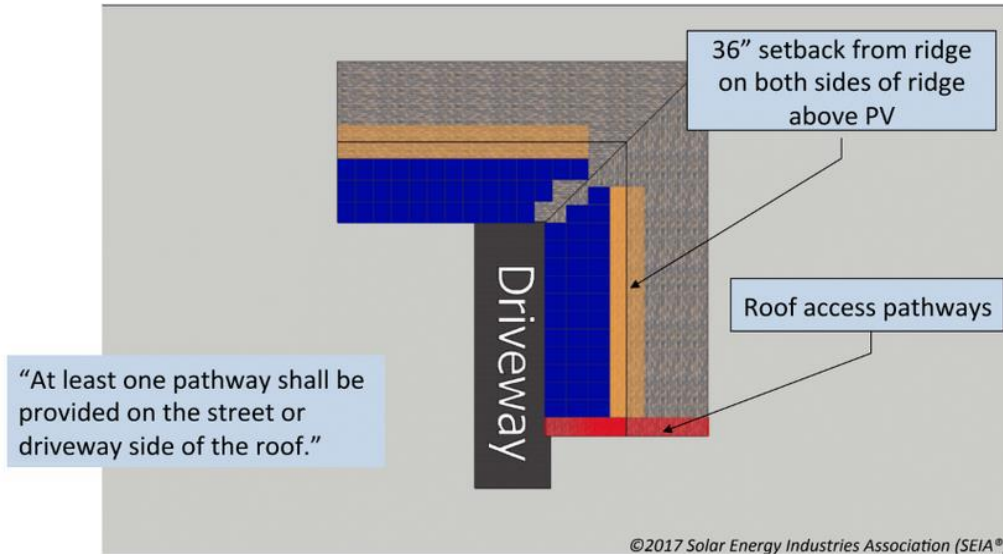 36” setback from ridge
on both sides of ridge
above PV
Driveway
Roof access pathways
“At least one pathway shall be
provided on the street or
driveway side of the roof.”
©2017 Solar Energy Industries Association (SEIA®